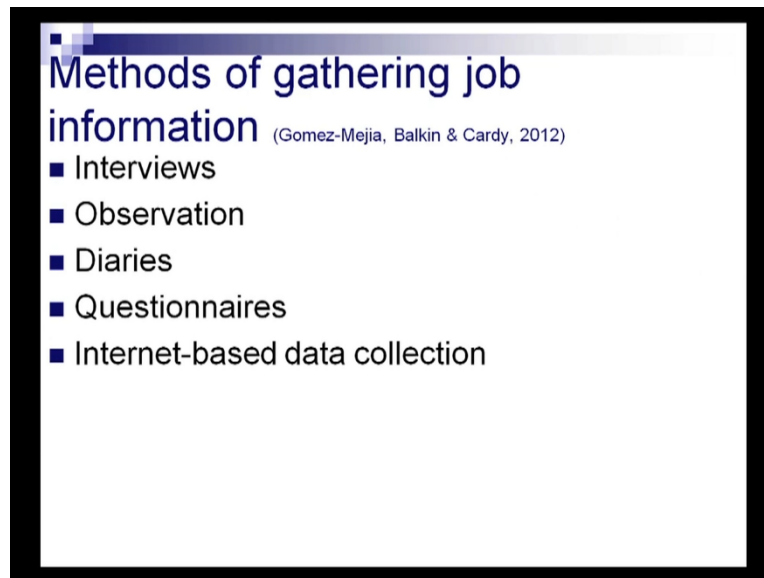 Methods of gathering job
information (Gomez-Mejia, Balkin & Cardy, 2012)
Interviews
Observation
Diaries
Questionnaires
Internet-based data collection